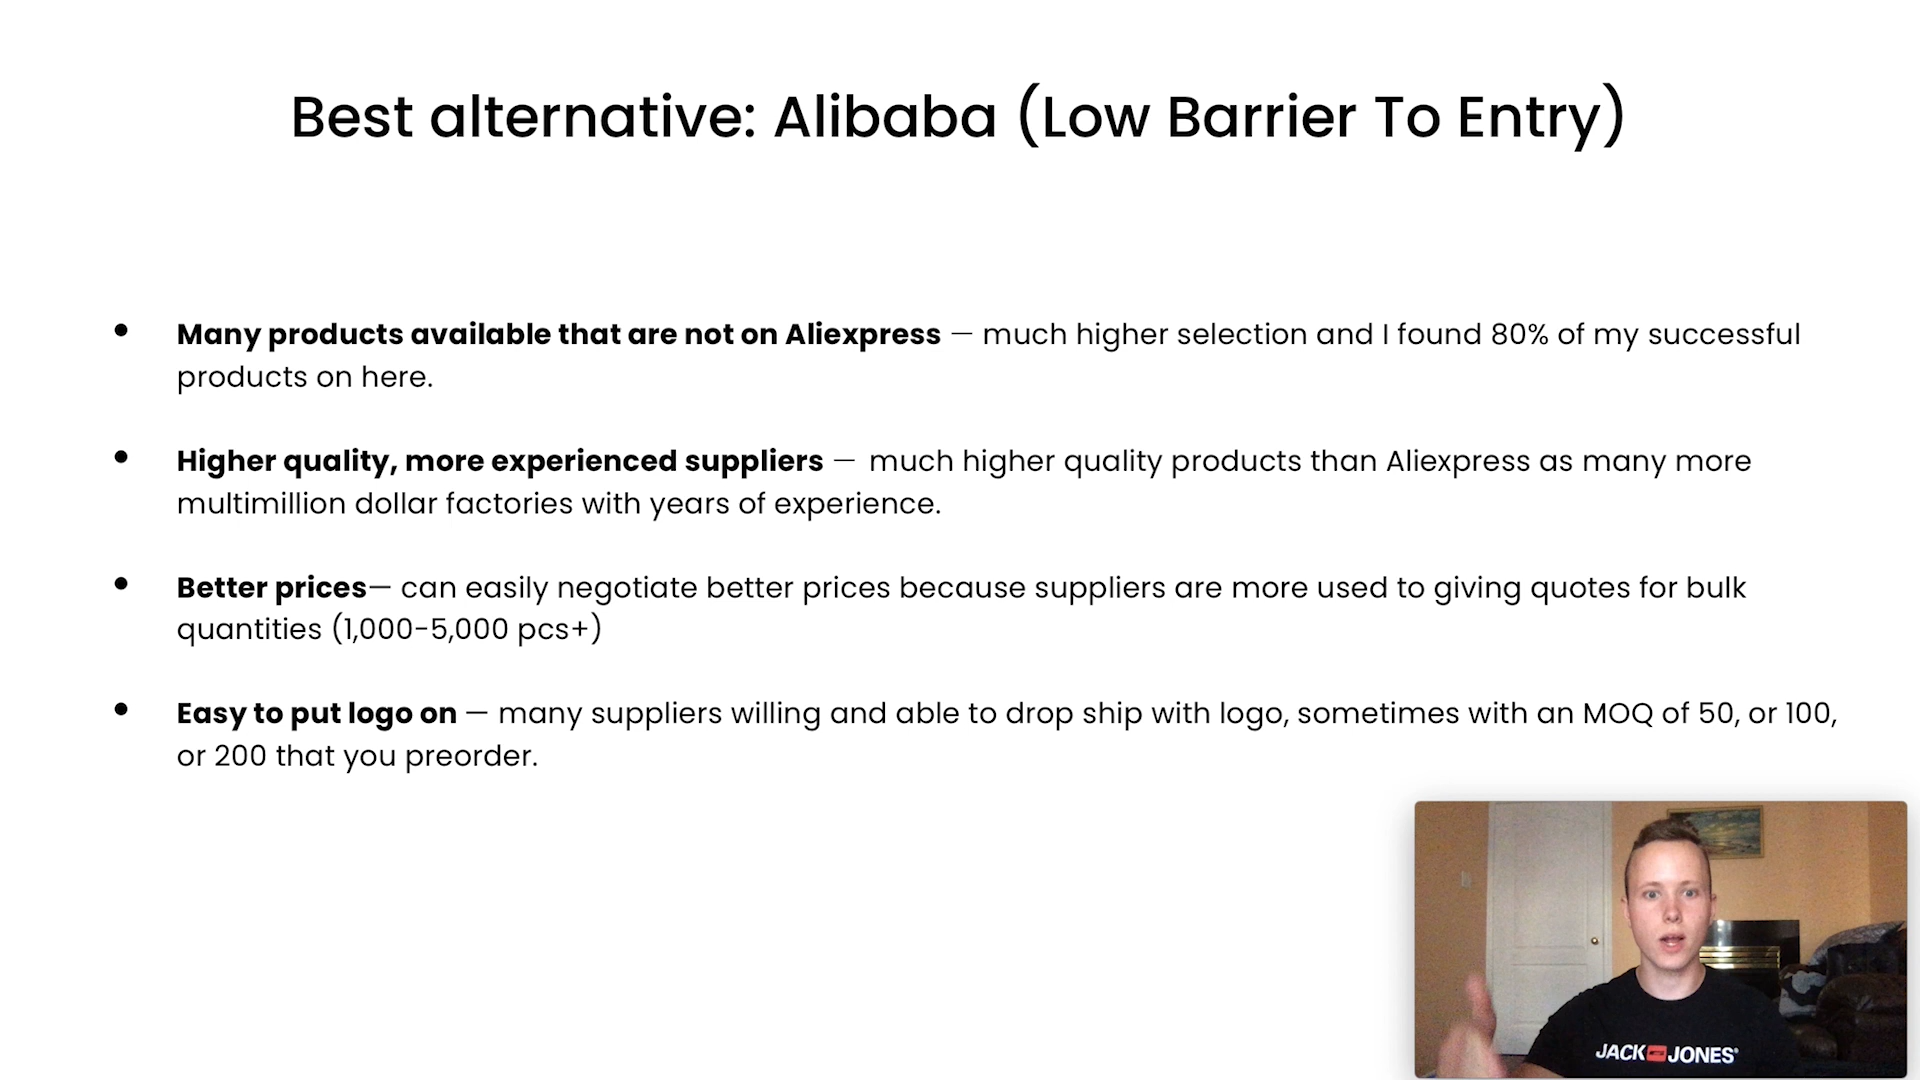 Best alternative: Alibaba (Low Barrier To Entry)
• Many products available that are not on Aliexpress — much higher selection and I found 80% of my successful
products on here.
• Higher quality, more experienced suppliers — much higher quality products than Aliexpress as many more
multimillion dollar factories with years of experience.
• Better prices— can easily negotiate better prices because suppliers are more used to giving quotes for bulk
quantities (1,000-5,000 pcs+)
• Easy to put logo on — many suppliers willing and able to drop ship with logo, sometimes with an MOQ of 50, or 100,
or 200 that you preorder.
JACK JONES®